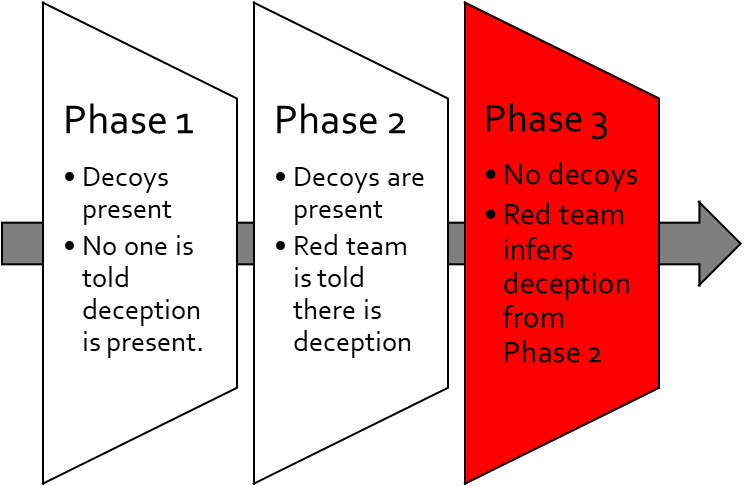 Phase 1
• Decoys
present
• No one is
told
deception
is present.
Phase 2
• Decoys are
present
• Red team
is told
there is
deception
Phase 3
• No decoys
• Red team
infers
deception
from
Phase 2